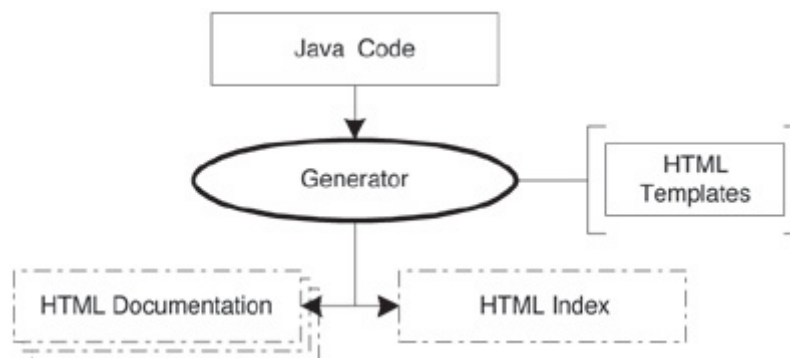 Java Code
Generator
HTML
Templates
HTML Documentation
HTML Index